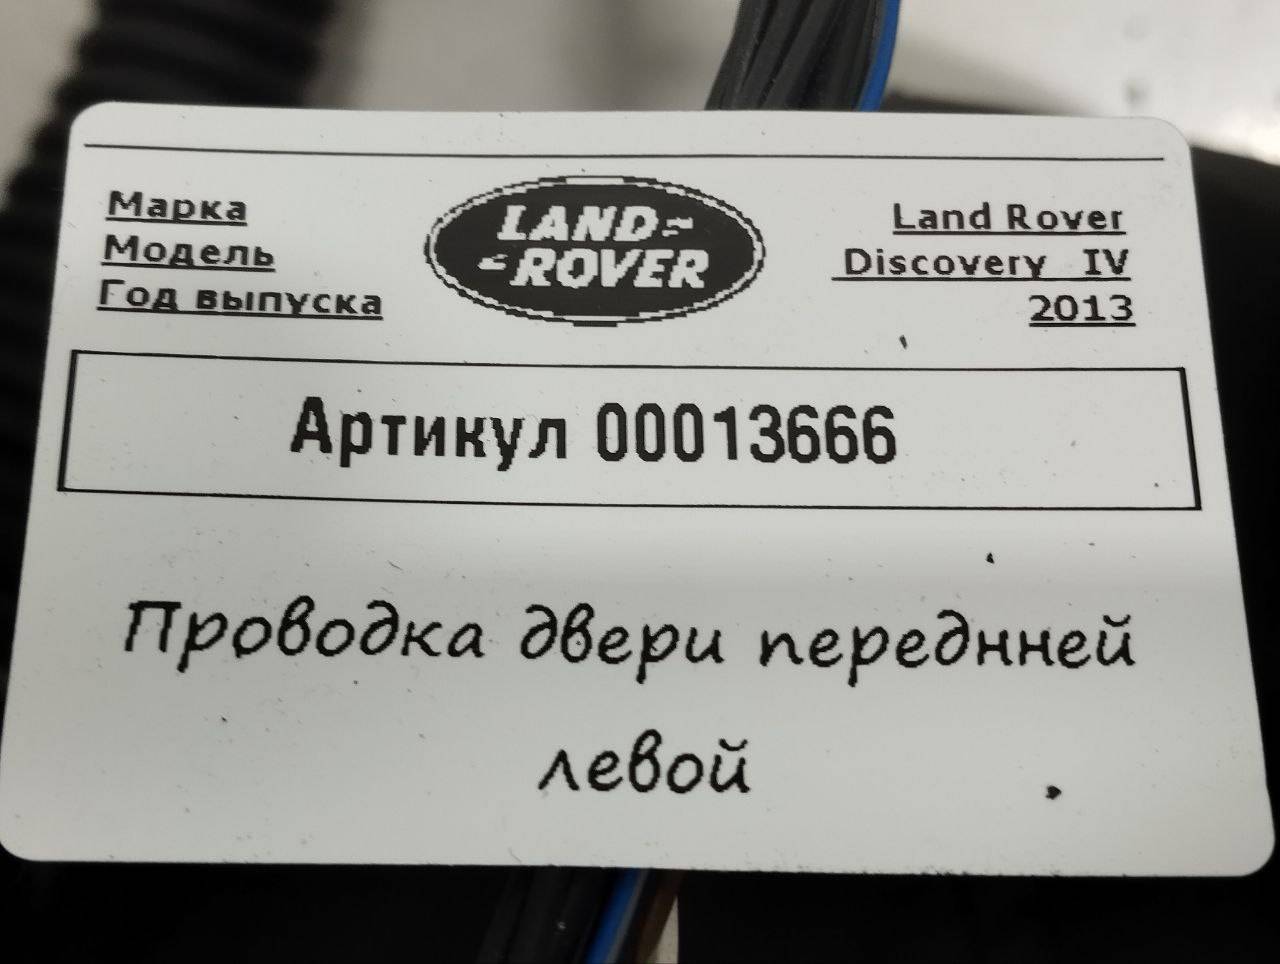 Марка LAND- Land Rover
Модель -ROVER Discovery IV
Год выпуска 2013
Артикул 00013666
Проводка двери переднней
левой